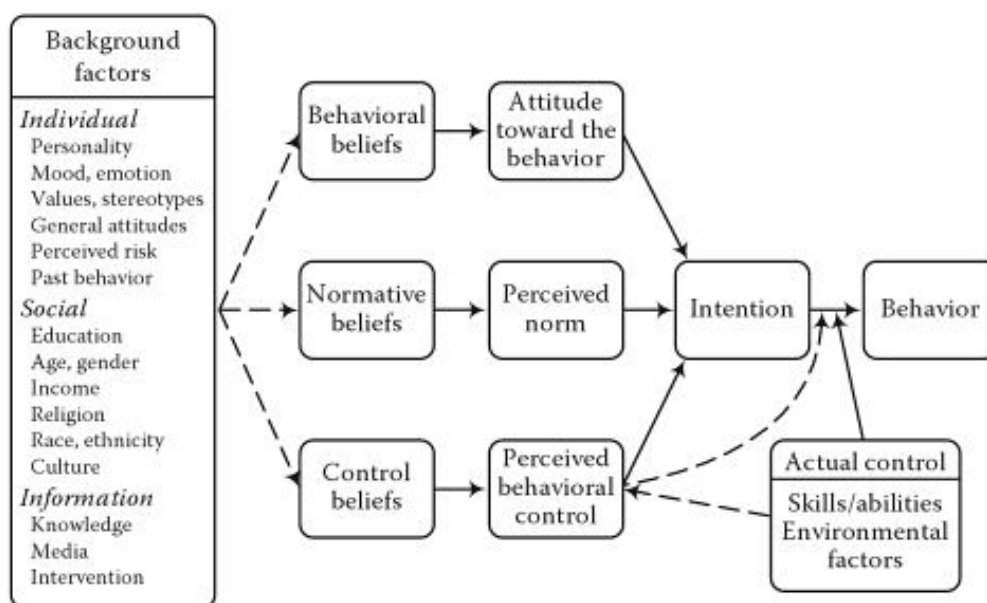 Background
factors
Individual
Personality
Mood, emotion
Values, stereotypes
General attitudes
Perceived risk
Past behavior
Social
Education
Age, gender
Income
Religion
Race, ethnicity
Culture
Information
Knowledge
Media
Intervention
Behavioral
beliefs
Attitude
toward the
behavior
Normative
beliefs
Perceived
norm
Intention
Behavior
Control
beliefs
Perceived
behavioral
control
Actual control
Skills/abilities
Environmental
factors